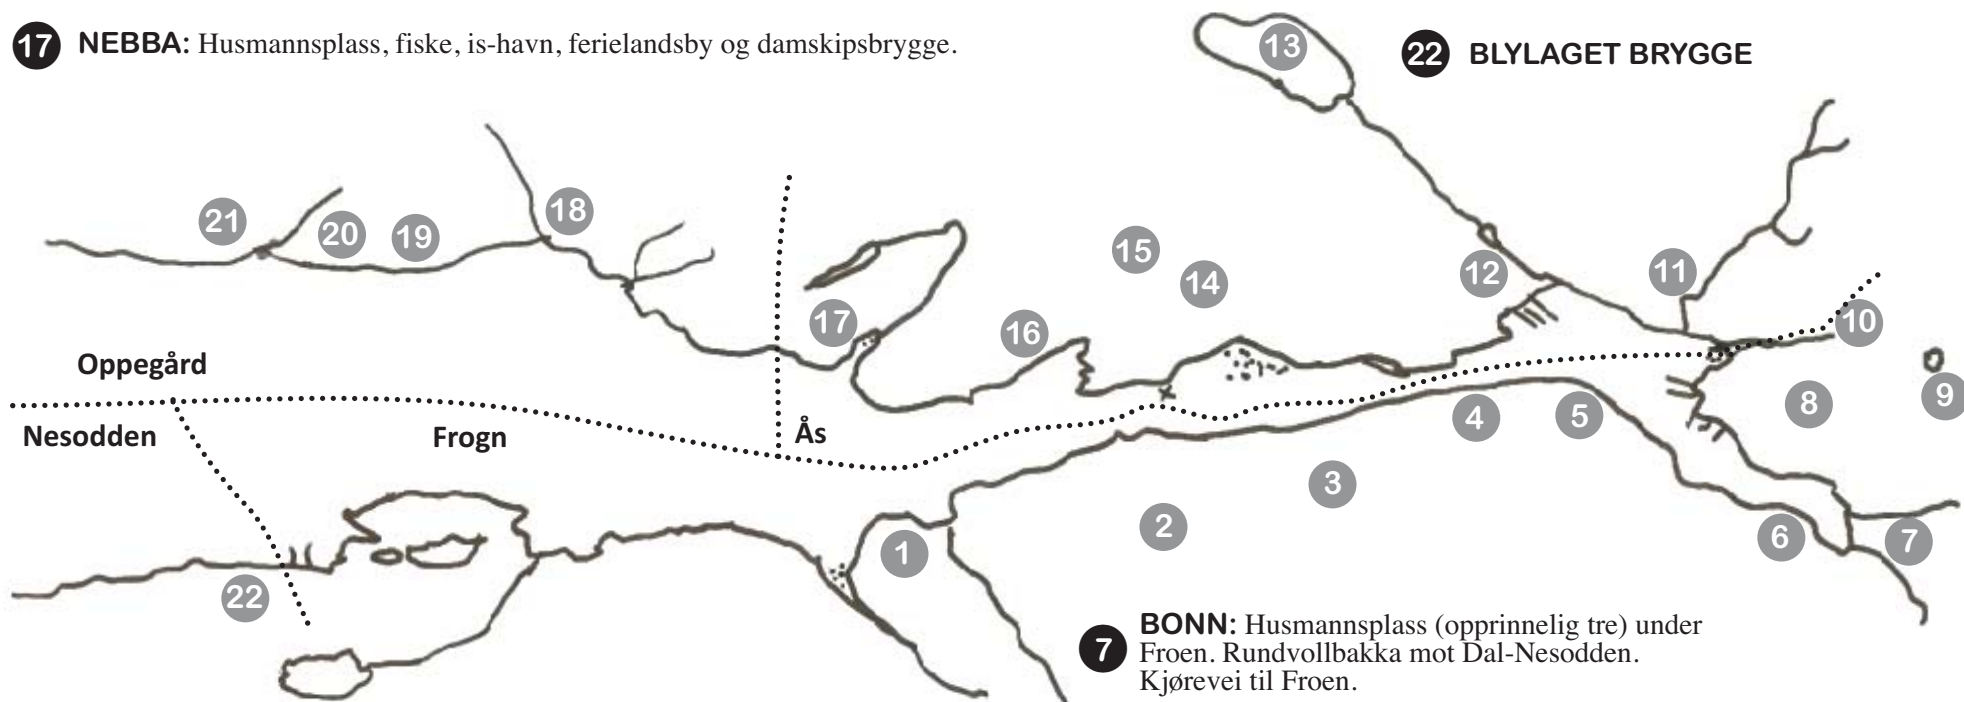 17 NEBBA: Husmannsplass, fiske, is-havn, ferielandsby og damskipsbrygge.
13
22 BLYLAGET BRYGGE
21
20
19
18
15
14
12
11
17
16
10
Oppegård
9
8
Nesodden
Frogn
Ås
4
5
3
2
1
6
7
22
7 BONN: Husmannsplass (opprinnelig tre) under
Froen. Rundvollbakka mot Dal-Nesodden.
Kjørevei til Froen.